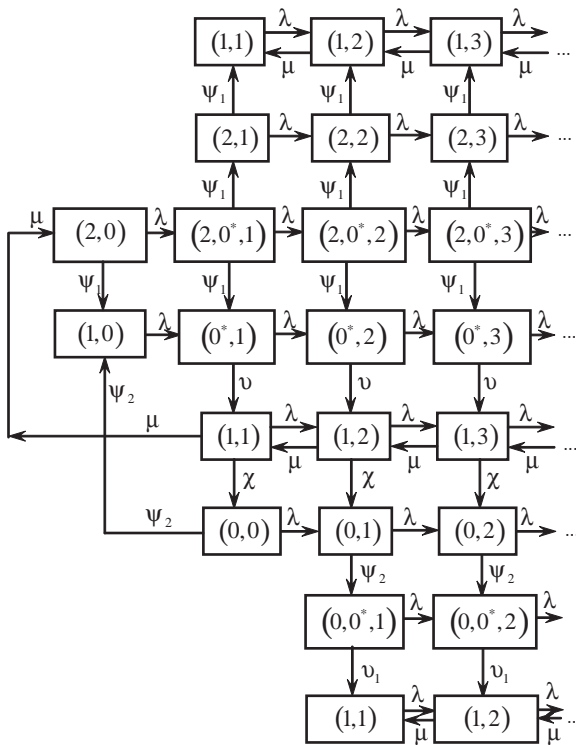 λ λ λ
(1,1) (1,2) (1,3) ...
μ μ μ
ψ₁ ψ₁ ψ₁
λ λ λ
(2,1) (2,2) (2,3) ...
ψ₁ ψ₁ ψ₁
μ λ λ λ λ
(2,0) (2,0*,1) (2,0*,2) (2,0*,3) ...
ψ₁ ψ₁ ψ₁ ψ₁
(1,0) λ (0*,1) λ (0*,2) λ (0*,3) λ ...
ψ₂ υ υ υ
μ λ λ λ
(1,1) (1,2) (1,3) ...
μ μ μ
χ χ χ
ψ₂ (0,0) λ (0,1) λ (0,2) λ ...
ψ₂ ψ₂
λ λ
(0,0*,1) (0,0*,2)
υ₁ υ₁
λ λ
(1,1) (1,2)
μ μ ...